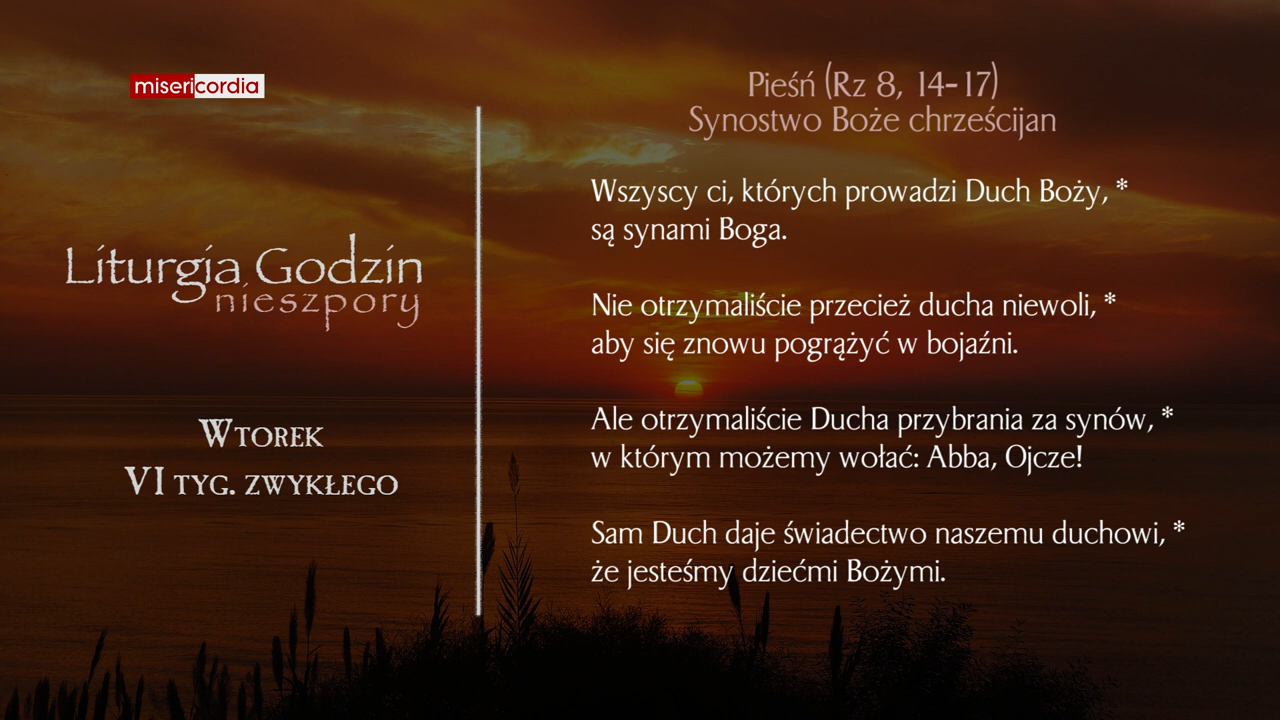 misericordia
Liturgia Godzin
nieszpory
Wtorek
VI tyg. zwykłego
Pieśń (Rz 8, 14-17)
Synostwo Boże chrześcijan
Wszyscy ci, których prowadzi Duch Boży, *
są synami Boga.
Nie otrzymaliście przecież ducha niewoli, *
aby się znowu pogrążyć w bojaźni.
Ale otrzymaliście Ducha przybrania za synów, *
w którym możemy wołać: Abba, Ojcze!
Sam Duch daje świadectwo naszemu duchowi, *
że jesteśmy dziećmi Bożymi.